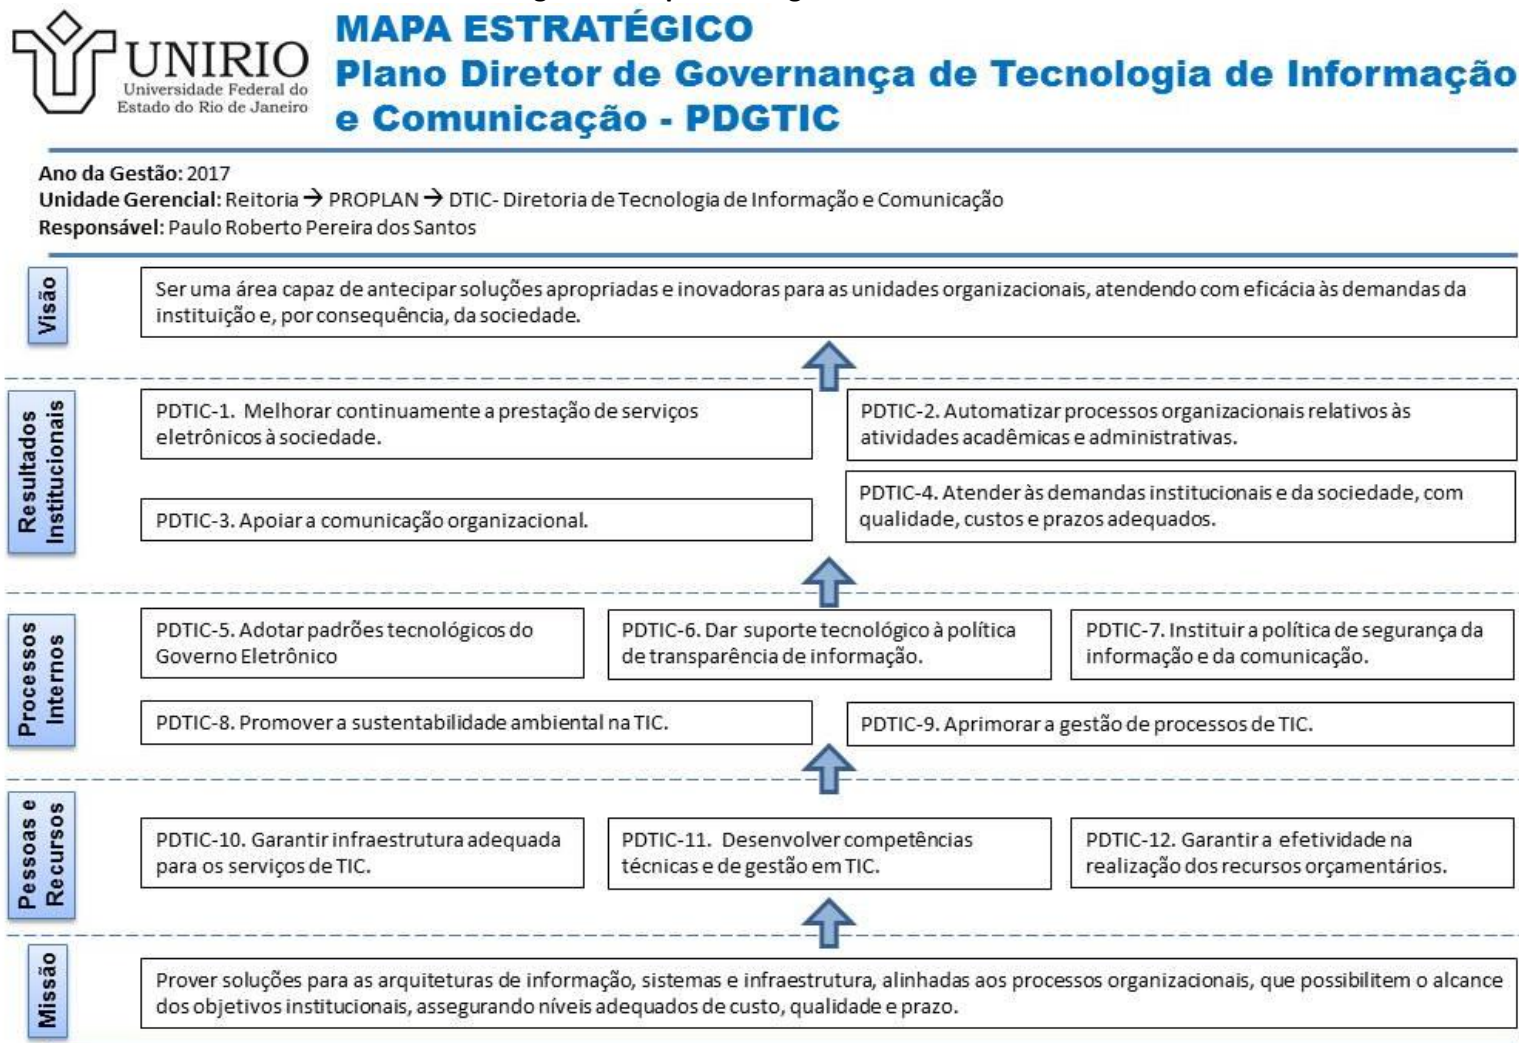 MAPA ESTRATÉGICO
Plano Diretor de Governança de Tecnologia de Informação
e Comunicação - PDGTIC
UNIRIO
Universidade Federal do
Estado do Rio de Janeiro
Ano da Gestão: 2017
Unidade Gerencial: Reitoria → PROPLAN → DTIC- Diretoria de Tecnologia de Informação e Comunicação
Responsável: Paulo Roberto Pereira dos Santos
Visão
Ser uma área capaz de antecipar soluções apropriadas e inovadoras para as unidades organizacionais, atendendo com eficácia às demandas da
instituição e, por consequência, da sociedade.
Resultados
Institucionais
PDTIC-1. Melhorar continuamente a prestação de serviços
eletrônicos à sociedade.
PDTIC-2. Automatizar processos organizacionais relativos às
atividades acadêmicas e administrativas.
PDTIC-3. Apoiar a comunicação organizacional.
PDTIC-4. Atender às demandas institucionais e da sociedade, com
qualidade, custos e prazos adequados.
Processos
Internos
PDTIC-5. Adotar padrões tecnológicos do
Governo Eletrônico
PDTIC-6. Dar suporte tecnológico à política
de transparência de informação.
PDTIC-7. Instituir a política de segurança da
informação e da comunicação.
PDTIC-8. Promover a sustentabilidade ambiental na TIC.
PDTIC-9. Aprimorar a gestão de processos de TIC.
Pessoas e
Recursos
PDTIC-10. Garantir infraestrutura adequada
para os serviços de TIC.
PDTIC-11. Desenvolver competências
técnicas e de gestão em TIC.
PDTIC-12. Garantir a efetividade na
realização dos recursos orçamentários.
Missão
Prover soluções para as arquiteturas de informação, sistemas e infraestrutura, alinhadas aos processos organizacionais, que possibilitem o alcance
dos objetivos institucionais, assegurando níveis adequados de custo, qualidade e prazo.